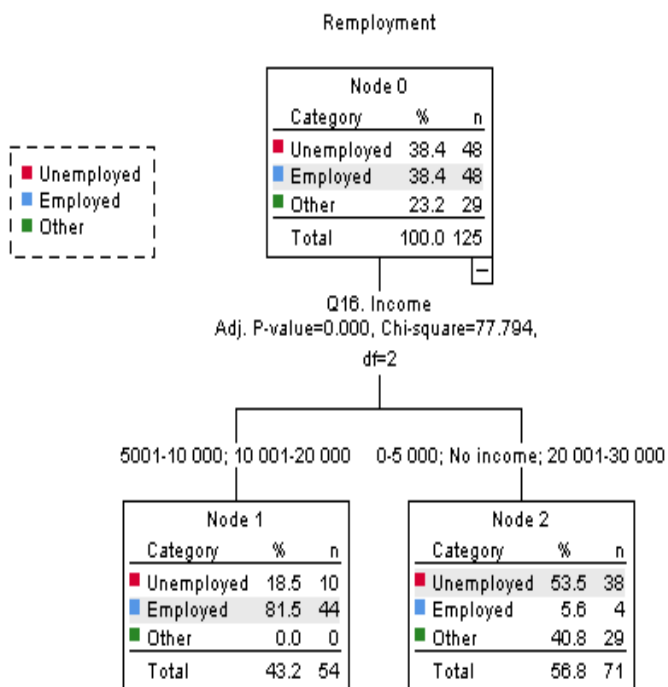 Remployment
Node 0
Category % n
Unemployed 38.4 48
Employed 38.4 48
Other 23.2 29
Total 100.0 125
Unemployed
Employed
Other
Q16. Income
Adj. P-value=0.000, Chi-square=77.794,
df=2
5001-10 000; 10 001-20 000
0-5 000; No income; 20 001-30 000
Node 1
Category % n
Unemployed 18.5 10
Employed 81.5 44
Other 0.0 0
Total 43.2 54
Node 2
Category % n
Unemployed 53.5 38
Employed 5.6 4
Other 40.8 29
Total 56.8 71